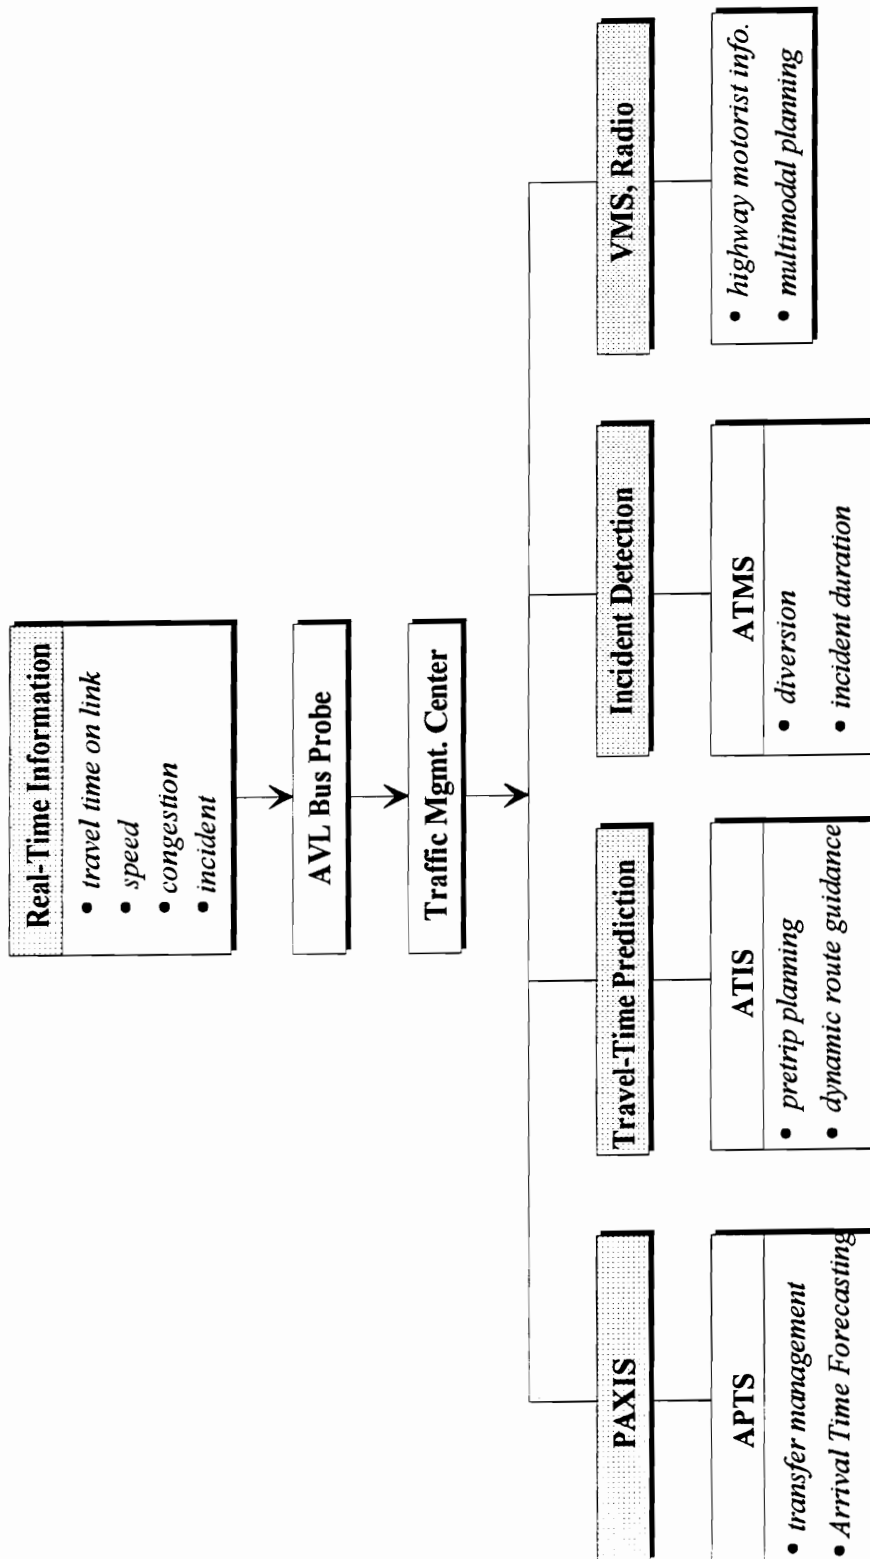 Real-Time Information
• travel time on link
• speed
• congestion
• incident
AVL Bus Probe
Traffic Mgmt. Center
PAXIS
APTS
• transfer management
• Arrival Time Forecasting
Travel-Time Prediction
ATIS
• pretrip planning
• dynamic route guidance
Incident Detection
ATMS
• diversion
• incident duration
VMS, Radio
• highway motorist info.
• multimodal planning